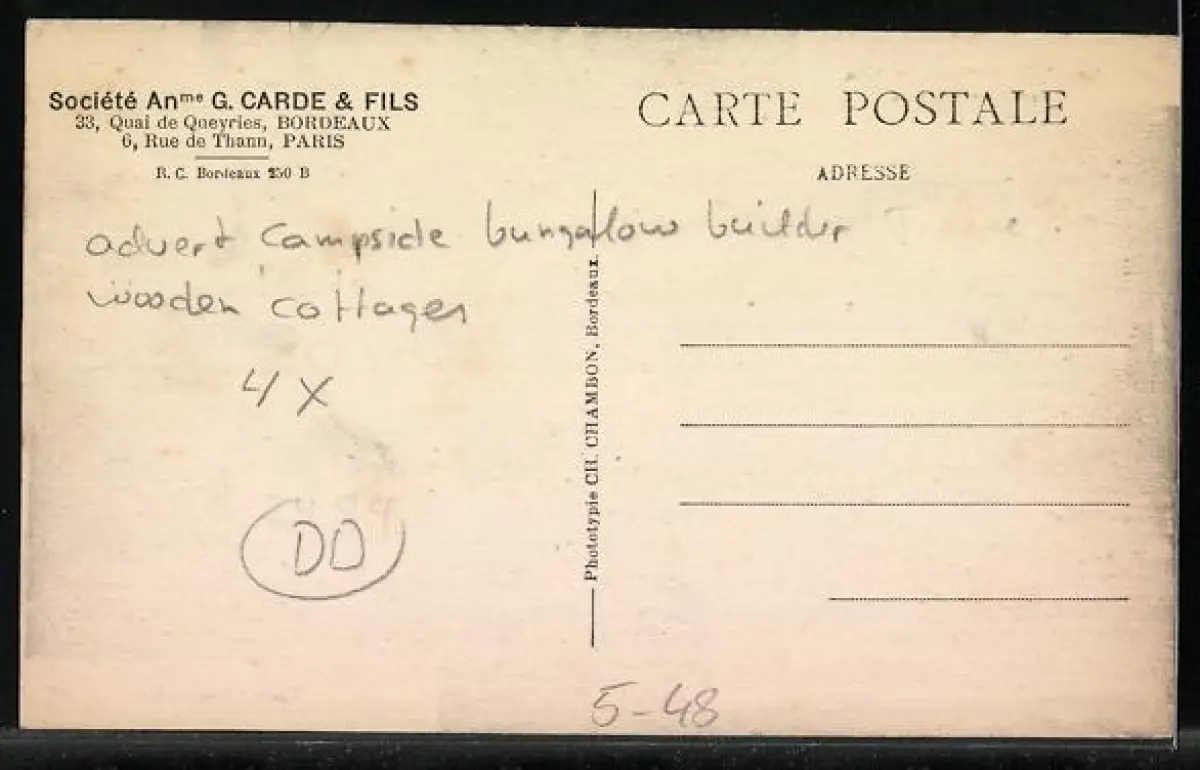 Société Anme G. CARDE & FILS
33, Quai de Queyries, BORDEAUX
6, Rue de Thann, PARIS
R. C. Bordeaux 250 B
CARTE POSTALE
ADRESSE
advert Campside bungallow builder
wooden cottages
4 X
DD
Phototypie CH. CHAMBON, Bordeaux.
5-48